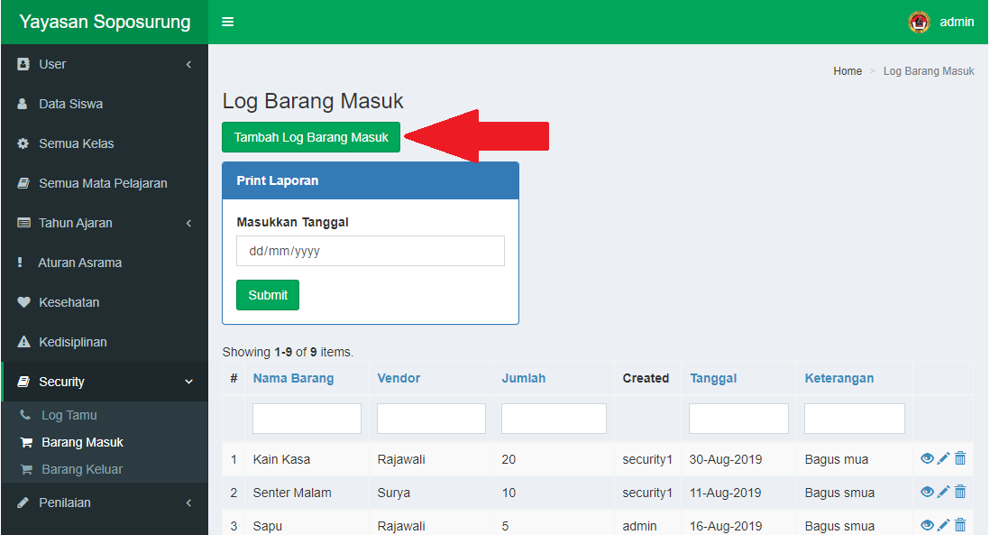 Yayasan Soposurung
admin
User
Data Siswa
Semua Kelas
Semua Mata Pelajaran
Tahun Ajaran
Aturan Asrama
Kesehatan
Kedisiplinan
Security
Log Tamu
Barang Masuk
Barang Keluar
Penilaian
Home > Log Barang Masuk
Log Barang Masuk
Tambah Log Barang Masuk
Print Laporan
Masukkan Tanggal
dd/mm/yyyy
Submit
Showing 1-9 of 9 items.
# Nama Barang Vendor Jumlah Created Tanggal Keterangan
1 Kain Kasa Rajawali 20 security1 30-Aug-2019 Bagus mua
2 Senter Malam Surya 10 security1 11-Aug-2019 Bagus smua
3 Sapu Rajawali 5 admin 16-Aug-2019 Bagus smua